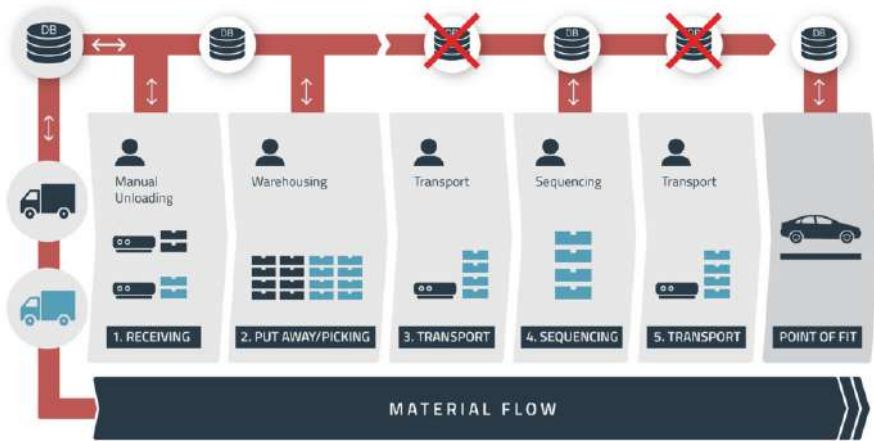 DB
DB
DB
DB
DB
DB
Manual
Unloading
Warehousing
Transport
Sequencing
Transport
1. RECEIVING
2. PUT AWAY/PICKING
3. TRANSPORT
4. SEQUENCING
5. TRANSPORT
POINT OF FIT
MATERIAL FLOW